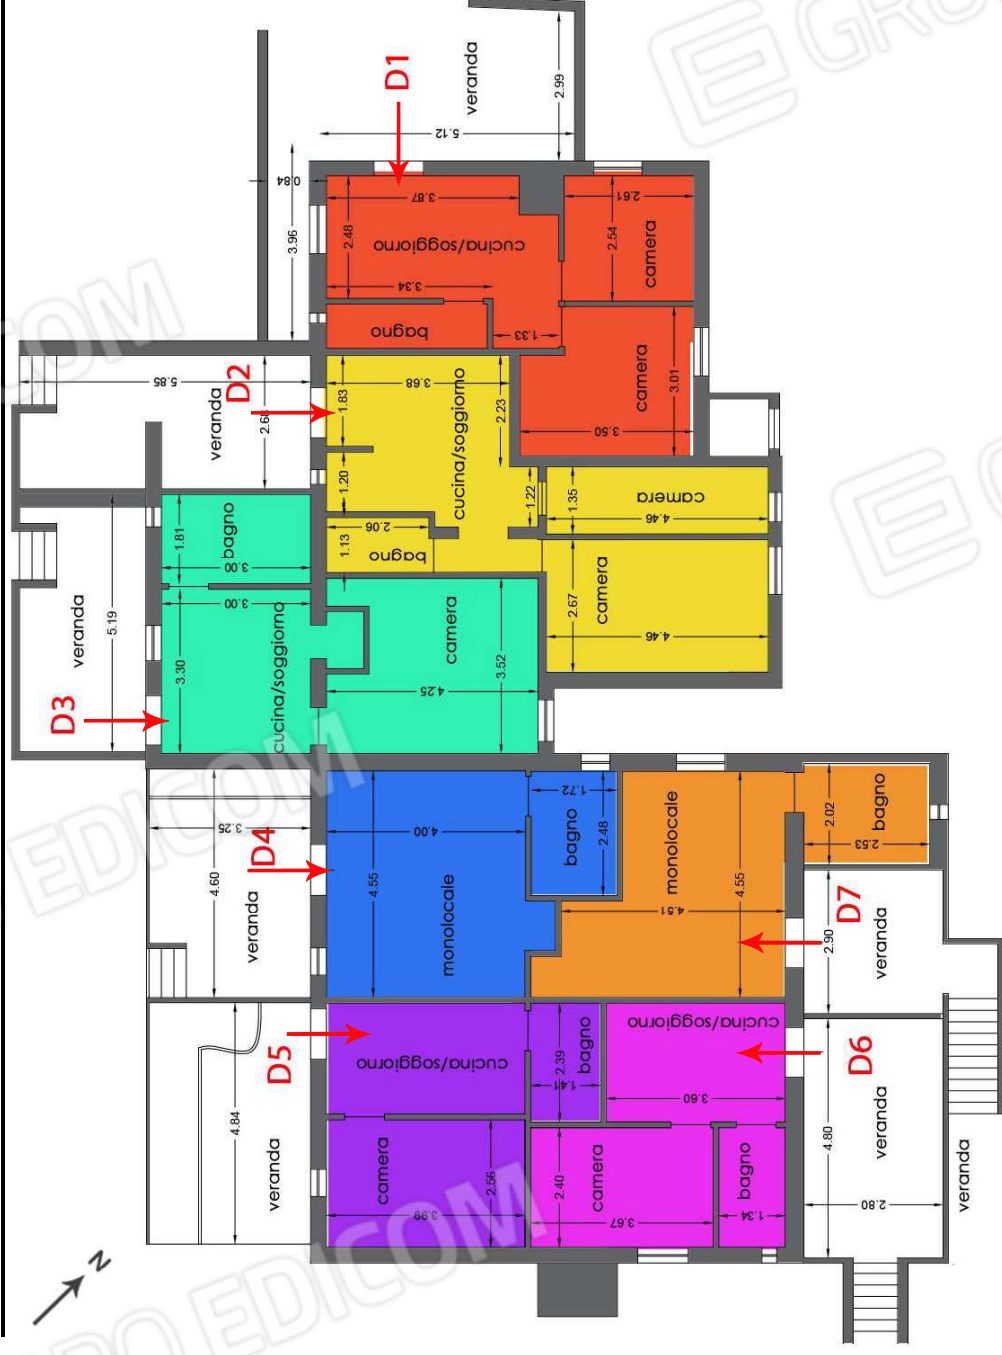 GRU
veranda
2.99
D1
5.12
0.84
3.87
2.61
2.48
3.96
2.54
cucina/soggiorno
camera
3.34
EDICOM
bagno
1.33
camera
3.01
5.85
D2
3.68
1.83
2.68
veranda
2.23
cucina/soggiorno
3.50
1.20
1.22
1.35
camera
4.46
2.06
1.13
bagno
1.81
bagno
3.00
5.19
veranda
3.00
camera
2.67
camera
4.46
3.30
cucina/soggiorno
3.52
4.25
D3
EDICOM
3.25
D4
4.60
veranda
4.00
4.55
monolocale
1.72
2.48
bagno
monolocale
4.55
4.51
2.02
bagno
2.53
D7
2.90
veranda
4.84
D5
veranda
cucina/soggiorno
2.39
bagno
1.41
cucina/soggiorno
3.60
D6
4.80
veranda
2.80
veranda
camera
2.56
3.99
2.40
camera
3.67
bagno
1.34
N
EDICOM